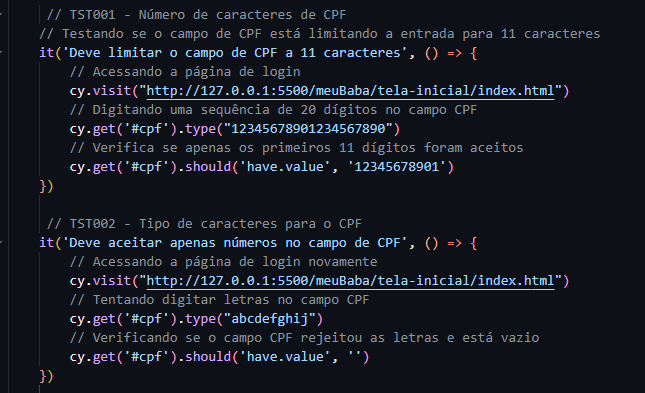 // TST001 - Número de caracteres de CPF
// Testando se o campo de CPF está limitando a entrada para 11 caracteres
it('Deve limitar o campo de CPF a 11 caracteres', () => {
// Acessando a página de login
cy.visit("http://127.0.0.1:5500/meuBaba/tela-inicial/index.html")
// Digitando uma sequência de 20 dígitos no campo CPF
cy.get('#cpf').type("12345678901234567890")
// Verifica se apenas os primeiros 11 dígitos foram aceitos
cy.get('#cpf').should('have.value', '12345678901')
})
// TST002 - Tipo de caracteres para o CPF
it('Deve aceitar apenas números no campo de CPF', () => {
// Acessando a página de login novamente
cy.visit("http://127.0.0.1:5500/meuBaba/tela-inicial/index.html")
// Tentando digitar letras no campo CPF
cy.get('#cpf').type("abcdefghij")
// Verificando se o campo CPF rejeitou as letras e está vazio
cy.get('#cpf').should('have.value', '')
})